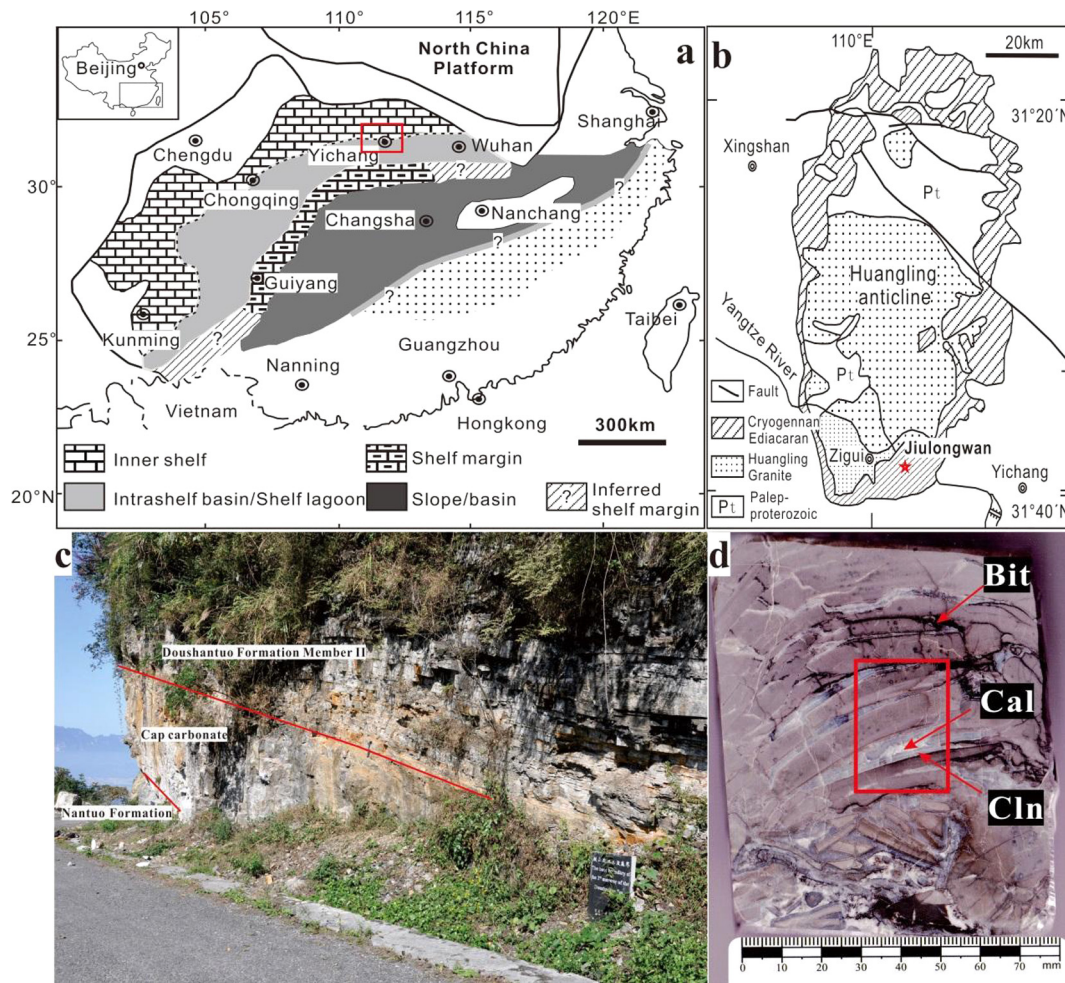 105°
110°
115°
120°E
a
Beijing
North China
Platform
Shanghai
Chengdu
Yichang
Wuhan
30°
Chongqing
?
?
Changsha
Nanchang
?
Guiyang
?
Kunming
Taibei
25°
?
Guangzhou
Nanning
Vietnam
Hongkong
300km
Inner shelf
Shelf margin
Intrashelf basin/Shelf lagoon
Slope/basin
?
Inferred
shelf margin
20°N
b
110°E
20km
31°20'
Xingshan
Pt
Huangling
anticline
Yangtze River
Pt
Fault
Cryogennan
Ediacaran
Jiulongwan
Huangling
Granite
Zigui
Yichang
Pt
Palep-
proterozoic
31°40'
c
Doushantuo Formation Member II
Cap carbonate
Nantuo Formation
d
Bit
Cal
Cln
0 10 20 30 40 50 60 70 mm